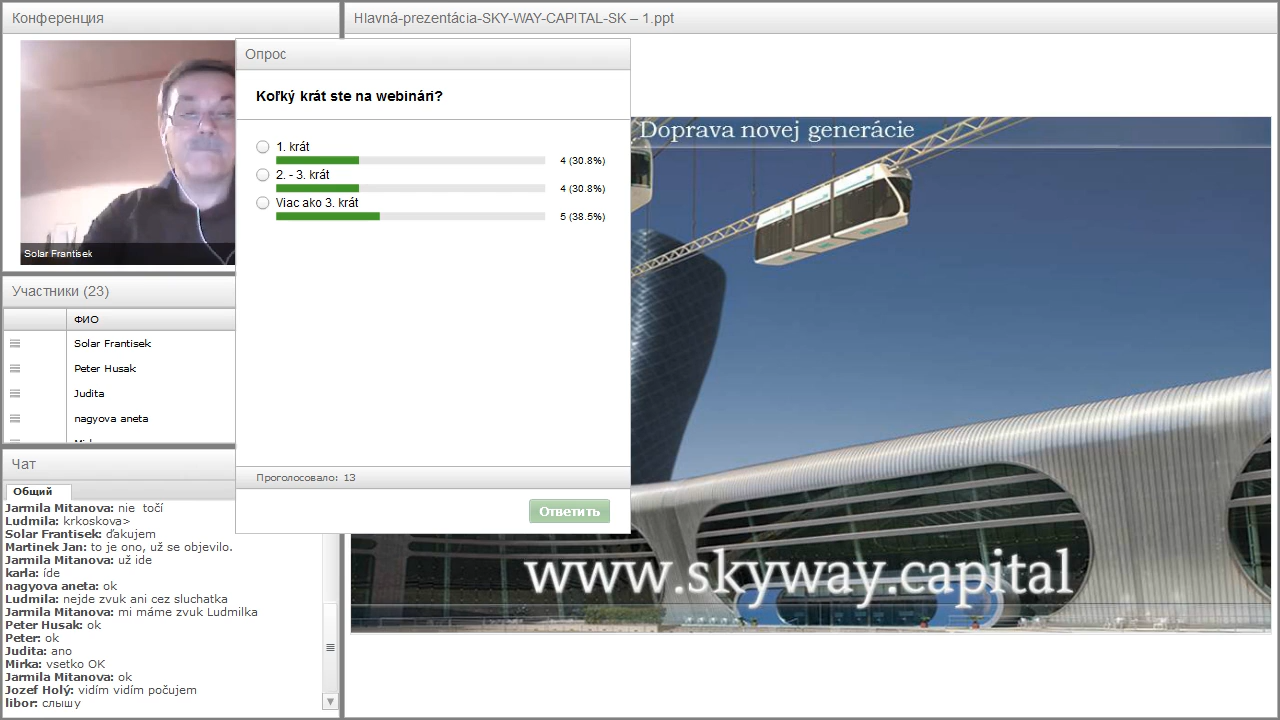 Конференция
Solar Frantisek
Участники (23)
ФИО
Solar Frantisek
Peter Husak
Judita
nagyova aneta
Чат
Общий
Jarmila Mitanova: nie točí
Ludmila: krkoskova>
Solar Frantisek: ďakujem
Martinek Jan: to je ono, už se objevilo.
Jarmila Mitanova: už ide
karla: íde
nagyova aneta: ok
Ludmila: nejde zvuk ani cez sluchatka
Jarmila Mitanova: mi máme zvuk Ludmilka
Peter Husak: ok
Peter: ok
Judita: ano
Mirka: vsetko OK
Jarmila Mitanova: ok
Jozef Holý: vidím vidím počujem
libor: слышу
Опрос
Koľký krát ste na webinári?
1. krát
4 (30.8%)
2. - 3. krát
4 (30.8%)
Viac ako 3. krát
5 (38.5%)
Проголосовало: 13
Ответить
Hlavná-prezentácia-SKY-WAY-CAPITAL-SK – 1.ppt
Doprava novej generácie
www.skyway.capital